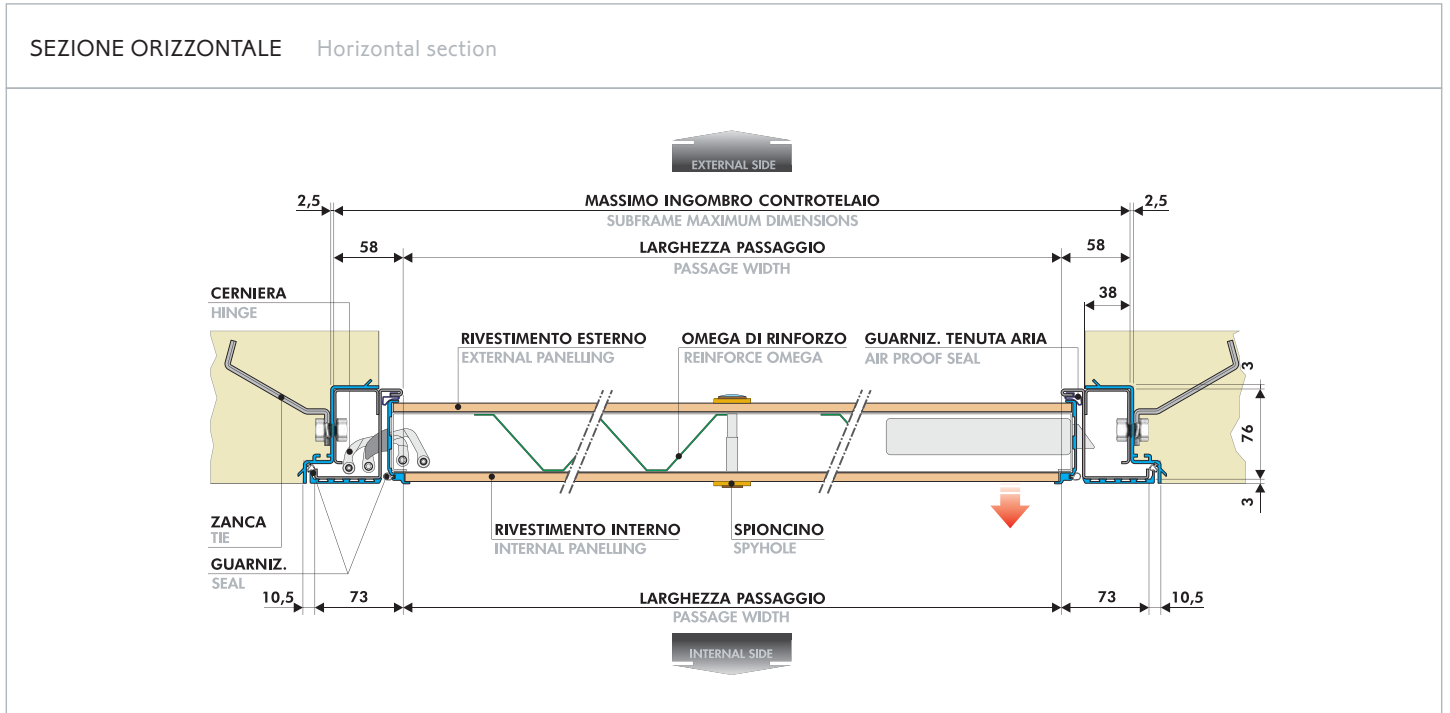 SEZIONE ORIZZONTALE Horizontal section
EXTERNAL SIDE
2,5 MASSIMO INGOMBRO CONTROTELAIO 2,5
SUBFRAME MAXIMUM DIMENSIONS
58 LARGHEZZA PASSAGGIO 58
PASSAGE WIDTH
CERNIERA
HINGE
38
RIVESTIMENTO ESTERNO
EXTERNAL PANELLING
OMEGA DI RINFORZO
REINFORCE OMEGA
GUARNIZ. TENUTA ARIA
AIR PROOF SEAL
3
76
3
ZANCA
TIE
RIVESTIMENTO INTERNO
INTERNAL PANELLING
SPIONCINO
SPYHOLE
GUARNIZ.
SEAL
10,5 73 LARGHEZZA PASSAGGIO 73 10,5
PASSAGE WIDTH
INTERNAL SIDE